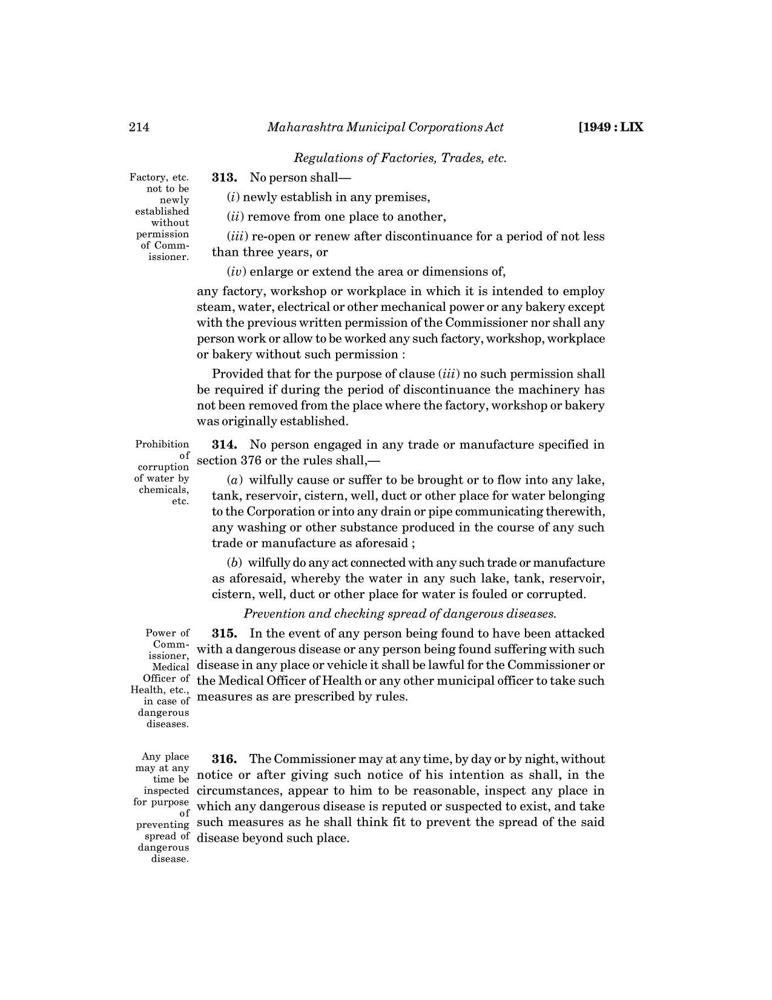 214
Maharashtra Municipal Corporations Act
[1949 : LIX
Regulations of Factories, Trades, etc.
Factory, etc.
not to be
newly
established
without
permission
of Comm-
issioner.
313. No person shall—
(i) newly establish in any premises,
(ii) remove from one place to another,
(iii) re-open or renew after discontinuance for a period of not less
than three years, or
(iv) enlarge or extend the area or dimensions of,
any factory, workshop or workplace in which it is intended to employ
steam, water, electrical or other mechanical power or any bakery except
with the previous written permission of the Commissioner nor shall any
person work or allow to be worked any such factory, workshop, workplace
or bakery without such permission :
Provided that for the purpose of clause (iii) no such permission shall
be required if during the period of discontinuance the machinery has
not been removed from the place where the factory, workshop or bakery
was originally established.
Prohibition
of
corruption
of water by
chemicals,
etc.
314. No person engaged in any trade or manufacture specified in
section 376 or the rules shall,—
(a) wilfully cause or suffer to be brought or to flow into any lake,
tank, reservoir, cistern, well, duct or other place for water belonging
to the Corporation or into any drain or pipe communicating therewith,
any washing or other substance produced in the course of any such
trade or manufacture as aforesaid ;
(b) wilfully do any act connected with any such trade or manufacture
as aforesaid, whereby the water in any such lake, tank, reservoir,
cistern, well, duct or other place for water is fouled or corrupted.
Prevention and checking spread of dangerous diseases.
Power of
Comm-
issioner,
Medical
Officer of
Health, etc.,
in case of
dangerous
diseases.
315. In the event of any person being found to have been attacked
with a dangerous disease or any person being found suffering with such
disease in any place or vehicle it shall be lawful for the Commissioner or
the Medical Officer of Health or any other municipal officer to take such
measures as are prescribed by rules.
Any place
may at any
time be
inspected
for purpose
of
preventing
spread of
dangerous
disease.
316. The Commissioner may at any time, by day or by night, without
notice or after giving such notice of his intention as shall, in the
circumstances, appear to him to be reasonable, inspect any place in
which any dangerous disease is reputed or suspected to exist, and take
such measures as he shall think fit to prevent the spread of the said
disease beyond such place.